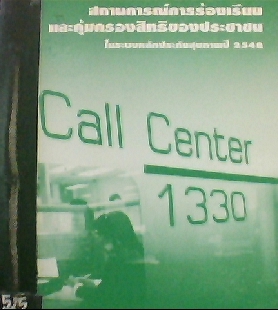 สถานการณ์การร้องเรียน
และคุ้มครองสิทธิของประชาชน
ในระบบหลักประกันสุขภาพปี 2548
Call Center
1330